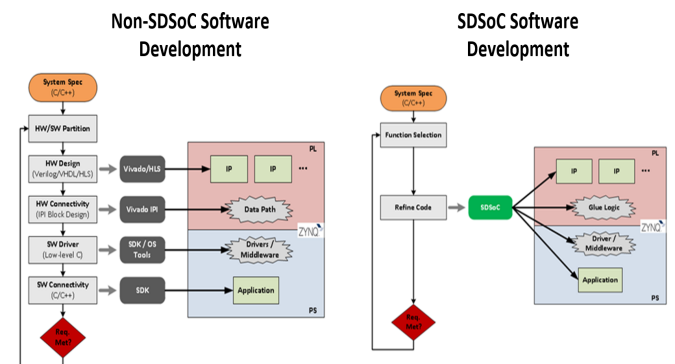 Non-SDSoC Software
Development
System Spec
(C/C++)
HW/SW Partition
HW Design
(Verilog/VHDL/HLS)
HW Connectivity
(IPI Block Design)
SW Driver
(Low-level C)
SW Connectivity
(C/C++)
Req.
Met?
Vivado/HLS
Vivado IPI
SDK / OS
Tools
SDK
PL
IP
IP
...
Data Path
ZYNQ
Drivers /
Middleware
Application
PS
SDSoC Software
Development
System Spec
(C/C++)
Function Selection
Refine Code
Req.
Met?
SDSoC
PL
IP
IP
...
Glue Logic
ZYNQ
Driver /
Middleware
Application
PS